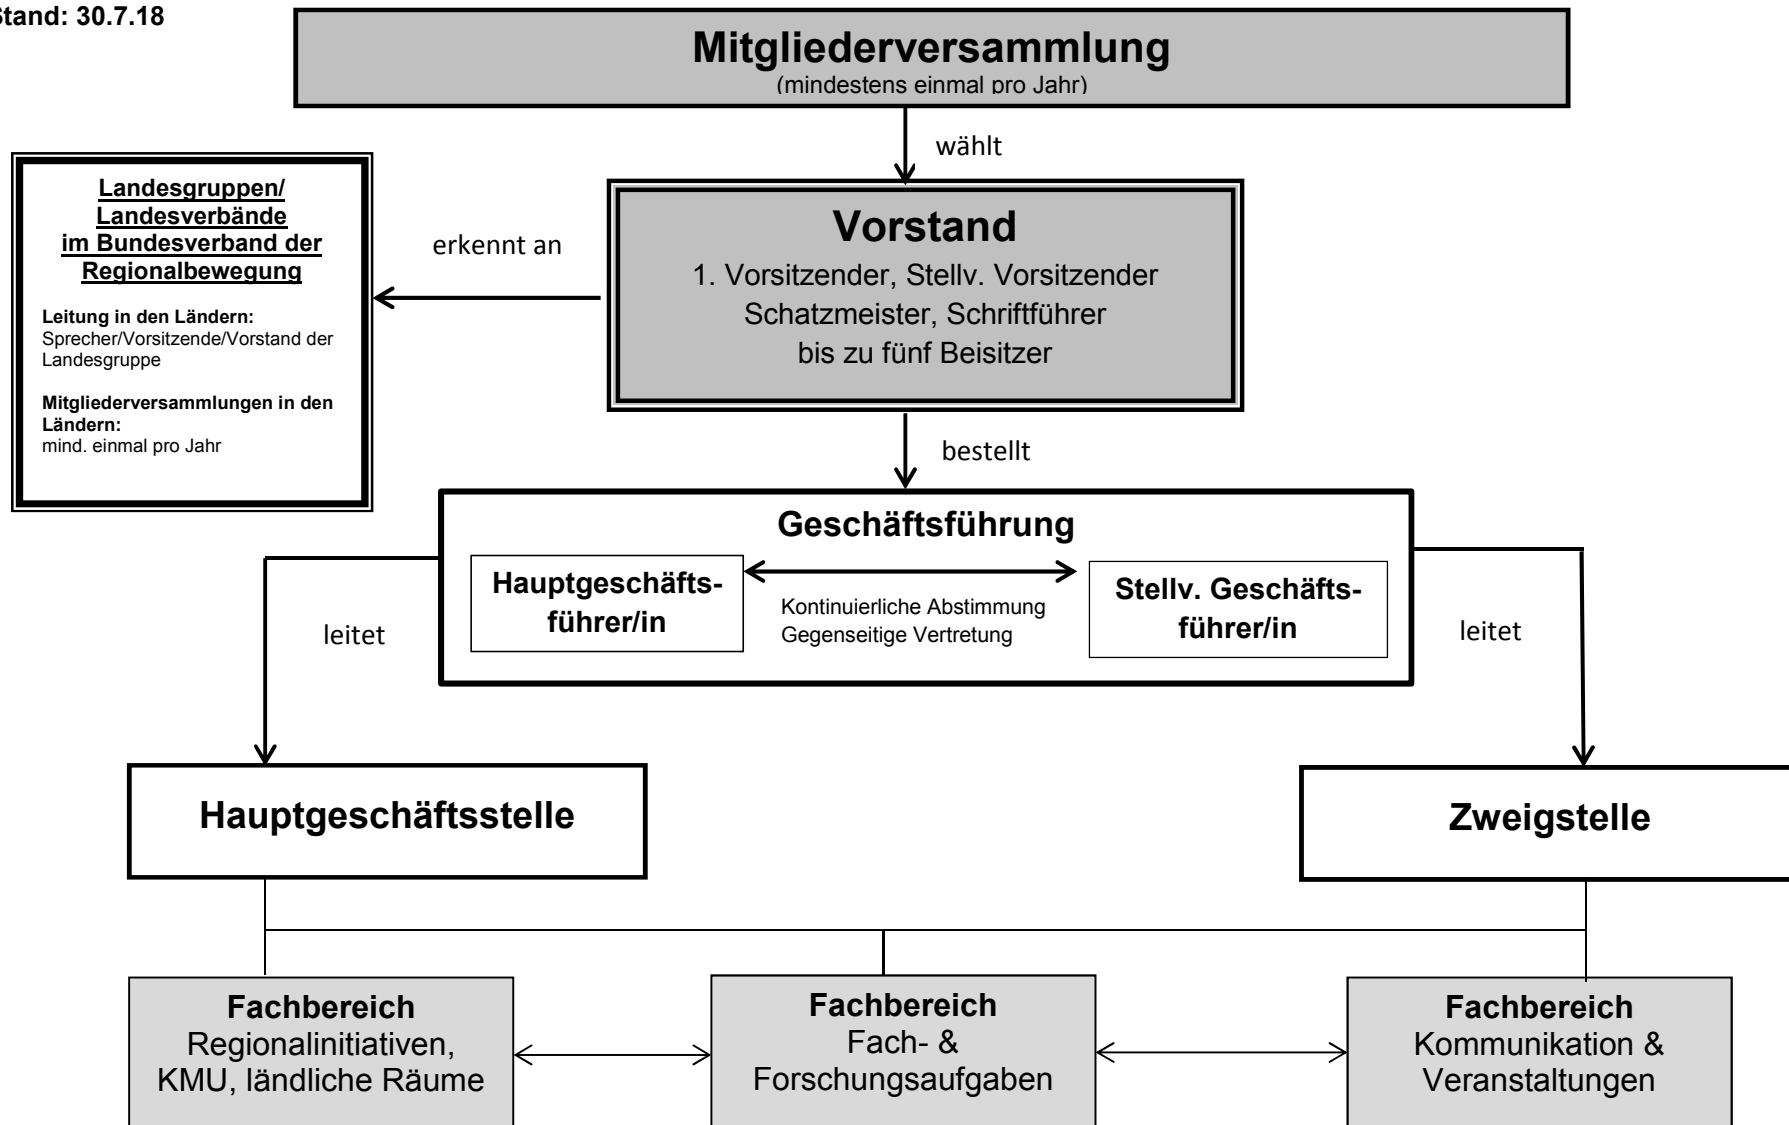 Stand: 30.7.18
Mitgliederversammlung
(mindestens einmal pro Jahr)
wählt
Landesgruppen/
Landesverbände
im Bundesverband der
Regionalbewegung
Leitung in den Ländern:
Sprecher/Vorsitzende/Vorstand der
Landesgruppe
Mitgliederversammlungen in den
Ländern:
mind. einmal pro Jahr
erkennt an
Vorstand
1. Vorsitzender, Stellv. Vorsitzender
Schatzmeister, Schriftführer
bis zu fünf Beisitzer
bestellt
Geschäftsführung
Hauptgeschäfts-
führer/in
Kontinuierliche Abstimmung
Gegenseitige Vertretung
Stellv. Geschäfts-
führer/in
leitet
leitet
Hauptgeschäftsstelle
Zweigstelle
Fachbereich
Regionalinitiativen,
KMU, ländliche Räume
Fachbereich
Fach- &
Forschungsaufgaben
Fachbereich
Kommunikation &
Veranstaltungen